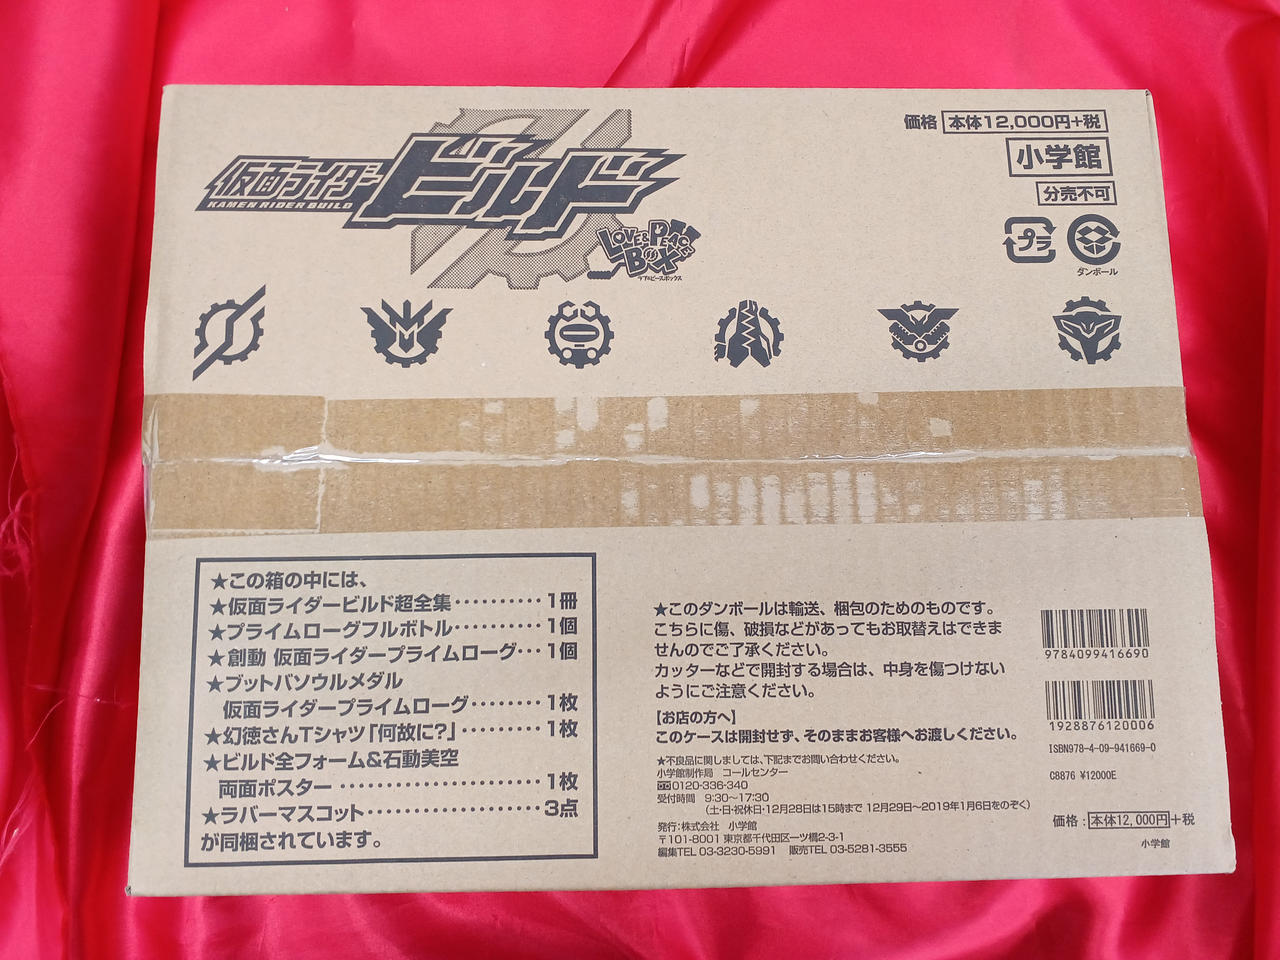 仮面ライダー
KAMEN RIDER BUILD
ビルド
LOVE&PEACE
BOX
ラブ&ピースボックス
価格 本体12,000円+税
小学館
分売不可
プラ
ダンボール
★この箱の中には、
★仮面ライダービルド超全集・・・・・・・・・・1冊
★プライムローグフルボトル・・・・・・・・・・1個
★創動 仮面ライダープライムローグ・・・1個
★ブットバソウルメダル
仮面ライダープライムローグ・・・・・・・・1枚
★幻徳さんTシャツ「何故に?」・・・・・・・・1枚
★ビルド全フォーム&石動美空
両面ポスター・・・・・・・・・・・・・・・・・・・・1枚
★ラバーマスコット・・・・・・・・・・・・・・・・・3点
が同梱されています。
★このダンボールは輸送、梱包のためのものです。
こちらに傷、破損などがあってもお取替えはできま
せんのでご了承ください。
カッターなどで開封する場合は、中身を傷つけない
ようにご注意ください。
【お店の方へ】
このケースは開封せず、そのままお客様へお渡しください。
★不良品に関しましては、下記までお問い合わせください。
小学館制作局 コールセンター
0120-336-340
受付時間 9:30〜17:30
(土・日・祝休日・12月28日は15時まで 12月29日〜2019年1月6日をのぞく)
発行:株式会社 小学館
〒101-8001 東京都千代田区一ツ橋2-3-1
編集TEL 03-3230-5991 販売TEL 03-5281-3555
9784099416690
1928876120006
ISBN978-4-09-941669-0
C8876 ¥12000E
価格:本体12,000円+税
小学館